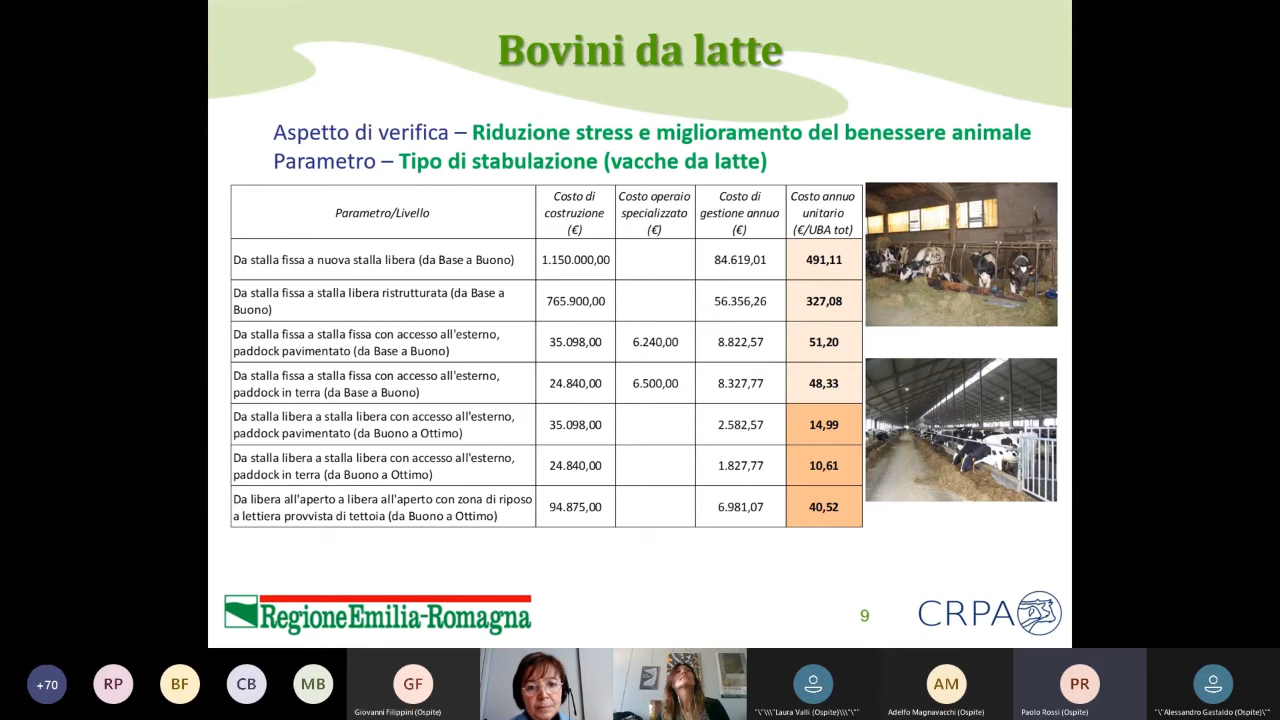 Bovini da latte
Aspetto di verifica – Riduzione stress e miglioramento del benessere animale
Parametro – Tipo di stabulazione (vacche da latte)
Parametro/Livello
Costo di
costruzione
(€)
Costo operaio
specializzato
(€)
Costo di
gestione annuo
(€)
Costo annuo
unitario
(€/UBA tot)
Da stalla fissa a nuova stalla libera (da Base a Buono)
1.150.000,00
84.619,01
491,11
Da stalla fissa a stalla libera ristrutturata (da Base a
Buono)
765.900,00
56.356,26
327,08
Da stalla fissa a stalla fissa con accesso all'esterno,
paddock pavimentato (da Base a Buono)
35.098,00
6.240,00
8.822,57
51,20
Da stalla fissa a stalla fissa con accesso all'esterno,
paddock in terra (da Base a Buono)
24.840,00
6.500,00
8.327,77
48,33
Da stalla libera a stalla libera con accesso all'esterno,
paddock pavimentato (da Buono a Ottimo)
35.098,00
2.582,57
14,99
Da stalla libera a stalla libera con accesso all'esterno,
paddock in terra (da Buono a Ottimo)
24.840,00
1.827,77
10,61
Da libera all'aperto a libera all'aperto con zona di riposo
a lettiera provvista di tettoia (da Buono a Ottimo)
94.875,00
6.981,07
40,52
RegioneEmilia-Romagna
9
CRPA
+70
RP
BF
CB
MB
GF
AM
PR
Giovanni Filippini (Ospite)
"\"\\\"Laura Valli (Ospite)\\\"\""
Adelfo Magnavacchi (Ospite)
Paolo Rossi (Ospite)
"\"Alessandro Gastaldo (Ospite)\"